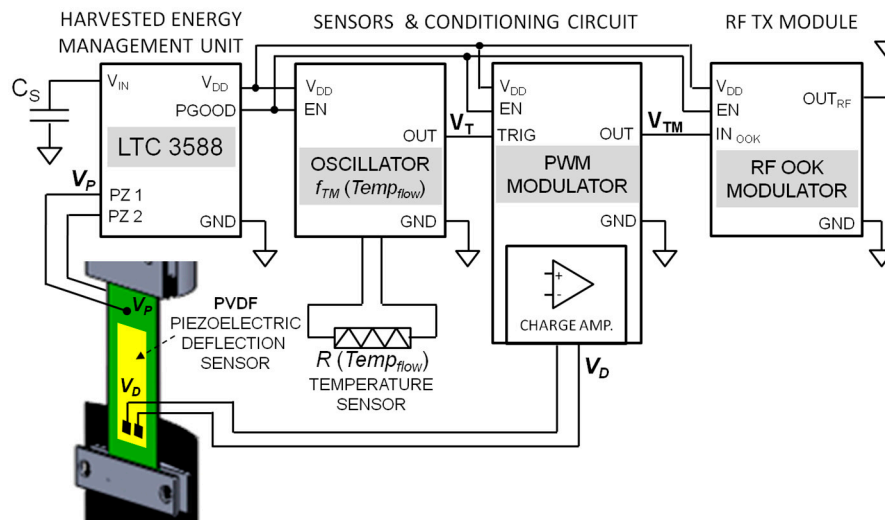 HARVESTED ENERGY
MANAGEMENT UNIT
SENSORS & CONDITIONING CIRCUIT
RF TX MODULE
CS
VIN
VDD
PGOOD
LTC 3588
VP
PZ 1
PZ 2
GND
VDD
EN
OUT
OSCILLATOR
fTM (Tempflow)
GND
VT
VDD
EN
TRIG
OUT
PWM
MODULATOR
GND
+
-
CHARGE AMP.
VTM
VDD
EN
OUTRF
IN OOK
RF OOK
MODULATOR
GND
VP
PVDF
PIEZOELECTRIC
DEFLECTION
SENSOR
VD
R (Tempflow)
TEMPERATURE
SENSOR
VD